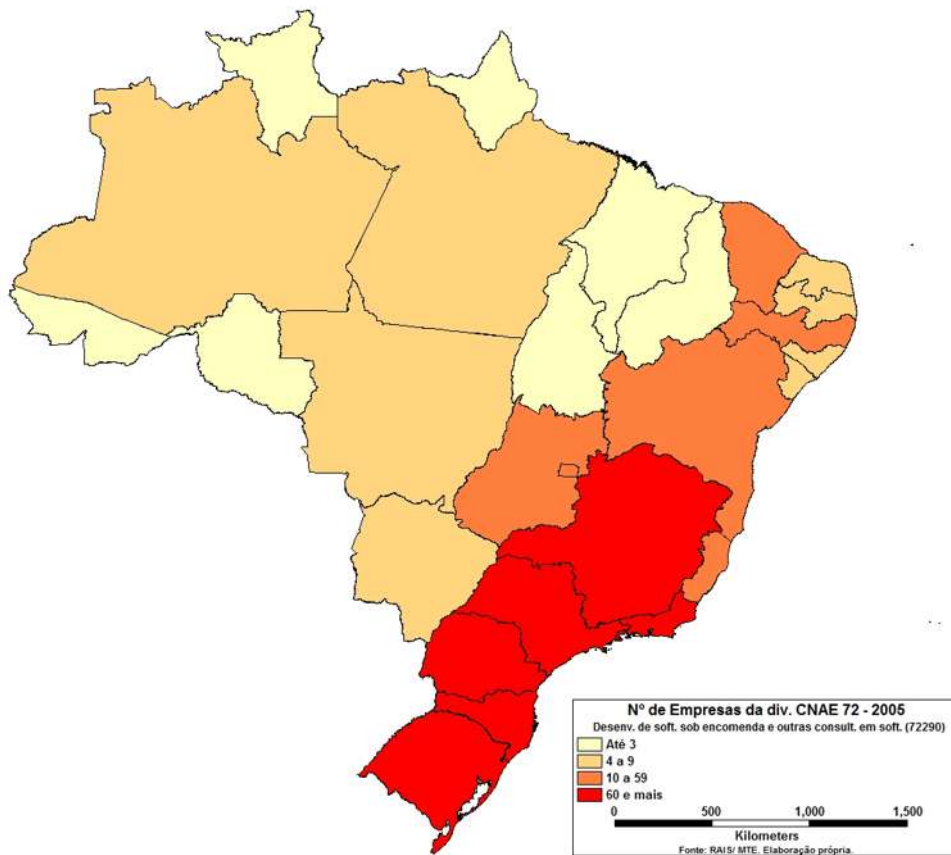 Nº de Empresas da div. CNAE 72 - 2005
Desenv. de soft. sob encomenda e outras consult. em soft. (72290)
Até 3
4 a 9
10 a 59
60 e mais
0 500 1,000 1,500
Kilometers
Fonte: RAIS/ MTE. Elaboração própria.